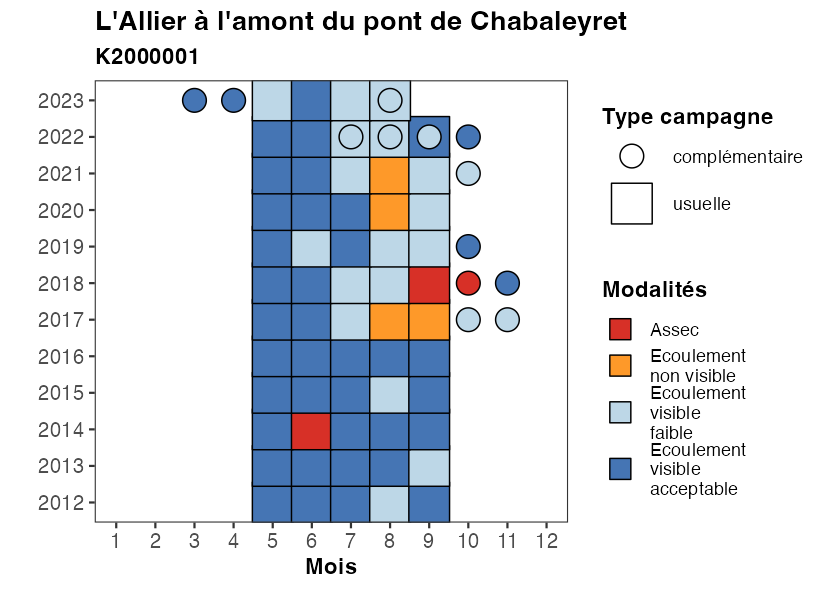 L'Allier à l'amont du pont de Chabaleyret
K2000001
2023
2022
2021
2020
2019
2018
2017
2016
2015
2014
2013
2012
1 2 3 4 5 6 7 8 9 10 11 12
Mois
Type campagne
complémentaire
usuelle
Modalités
Assec
Ecoulement
non visible
Ecoulement
visible
faible
Ecoulement
visible
acceptable